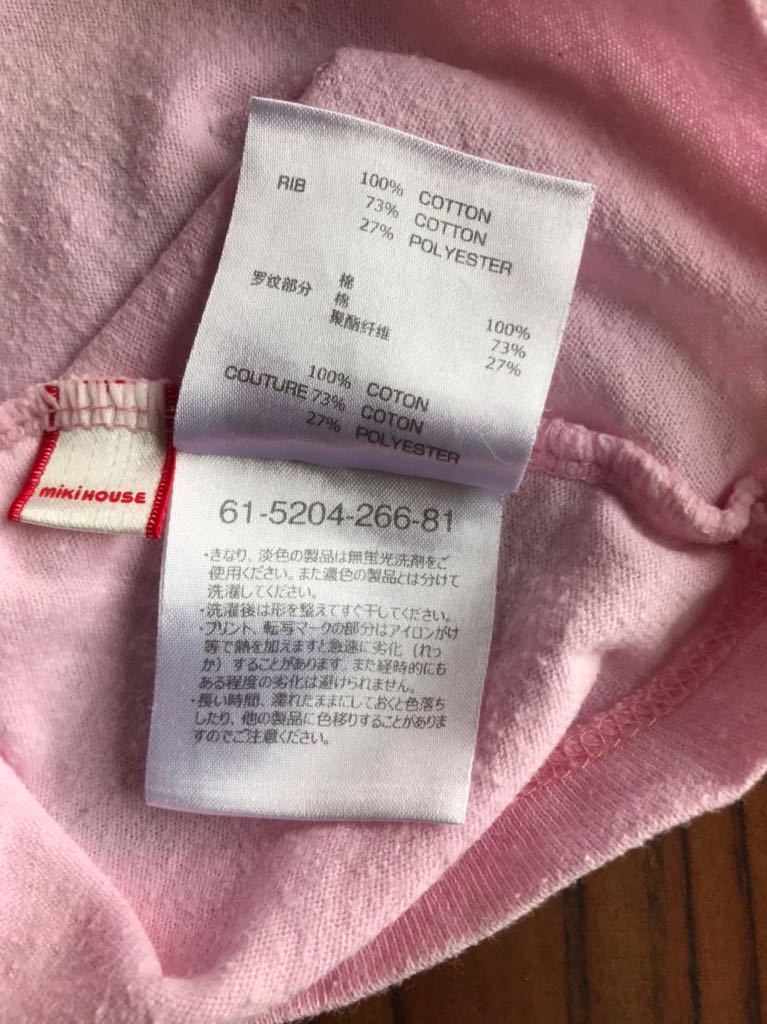 100% COTTON
RIB 73% COTTON
27% POLYESTER
棉 100%
罗纹部分 棉 73%
聚酯纤维 27%
100% COTON
COUTURE 73% COTON
27% POLYESTER
mikiHOUSE
61-5204-266-81
・きなり、淡色の製品は無蛍光洗剤をご
使用ください。また濃色の製品とは分けて
洗濯してください。
・洗濯後は形を整えてすぐ干してください。
・プリント、転写マークの部分はアイロンがけ
等で熱を加えますと急速に劣化（れっ
か）することがあります。また経時的にも
ある程度の劣化は避けられません。
・長い時間、濡れたままにしておくと色落ち
したり、他の製品に色移りすることがありま
すのでご注意ください。